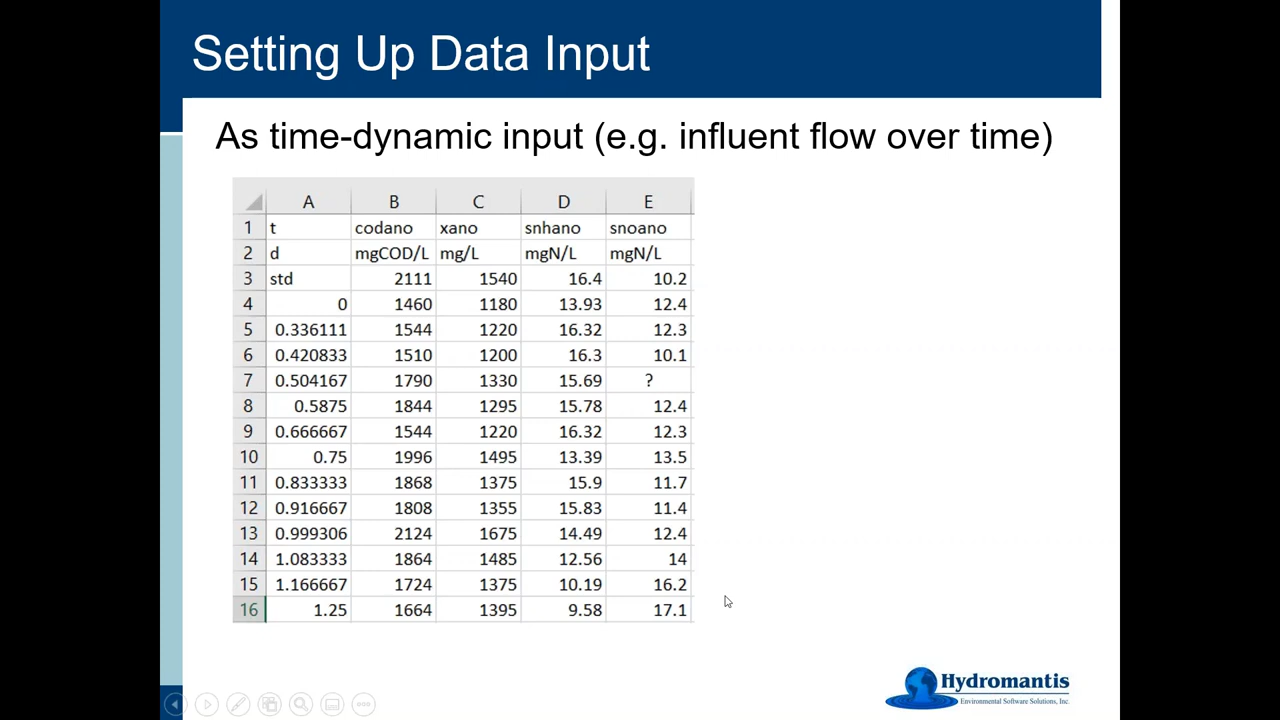 Setting Up Data Input
As time-dynamic input (e.g. influent flow over time)
A B C D E
1 t codano xano snhano snoano
2 d mgCOD/L mg/L mgN/L mgN/L
3 std 2111 1540 16.4 10.2
4 0 1460 1180 13.93 12.4
5 0.336111 1544 1220 16.32 12.3
6 0.420833 1510 1200 16.3 10.1
7 0.504167 1790 1330 15.69 ?
8 0.5875 1844 1295 15.78 12.4
9 0.666667 1544 1220 16.32 12.3
10 0.75 1996 1495 13.39 13.5
11 0.833333 1868 1375 15.9 11.7
12 0.916667 1808 1355 15.83 11.4
13 0.999306 2124 1675 14.49 12.4
14 1.083333 1864 1485 12.56 14
15 1.166667 1724 1375 10.19 16.2
16 1.25 1664 1395 9.58 17.1
Hydromantis
Environmental Software Solutions, Inc.